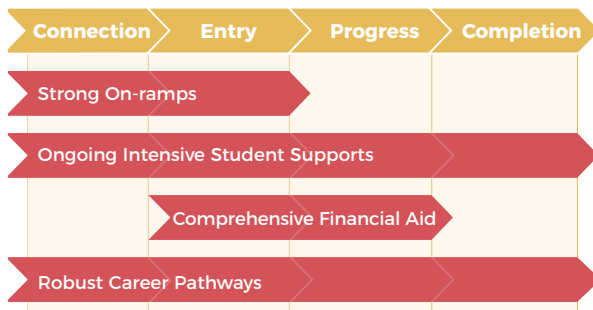 Connection Entry Progress Completion
Strong On-ramps
Ongoing Intensive Student Supports
Comprehensive Financial Aid
Robust Career Pathways